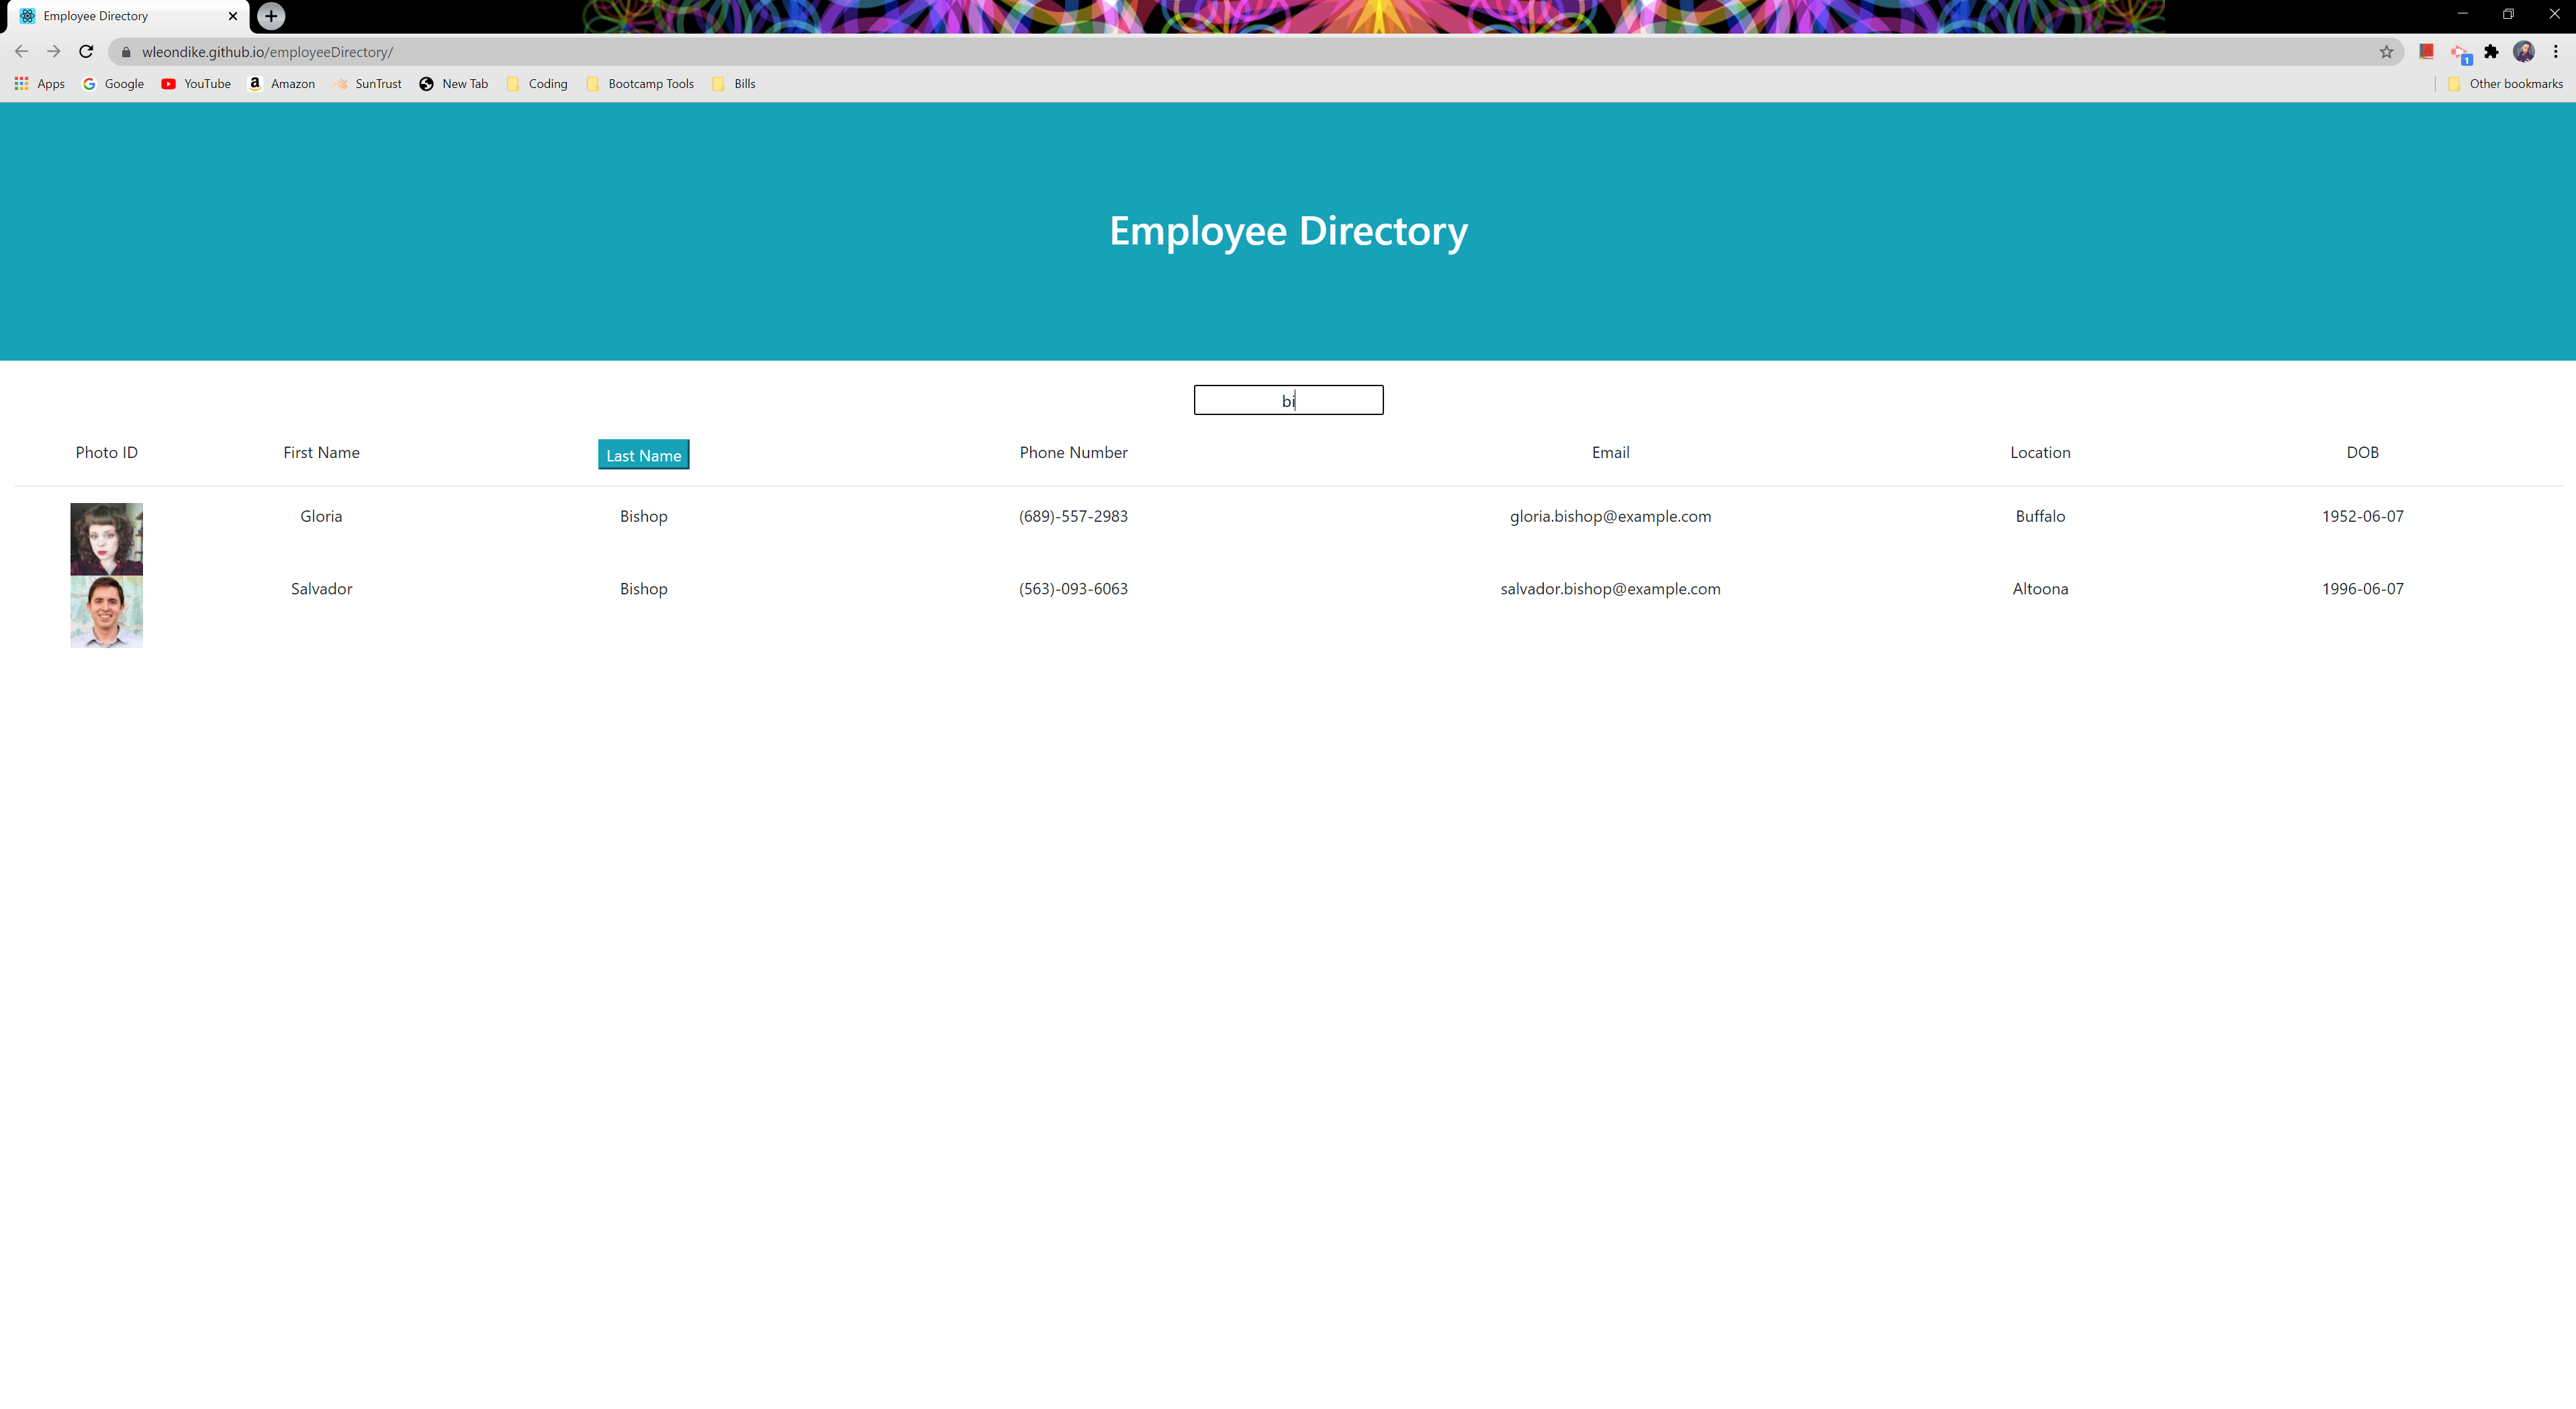 Employee Directory
wleondike.github.io/employeeDirectory/
1
Apps Google YouTube Amazon SunTrust New Tab Coding Bootcamp Tools Bills Other bookmarks
Employee Directory
bi
Photo ID First Name Last Name Phone Number Email Location DOB
Gloria Bishop (689)-557-2983 gloria.bishop@example.com Buffalo 1952-06-07
Salvador Bishop (563)-093-6063 salvador.bishop@example.com Altoona 1996-06-07